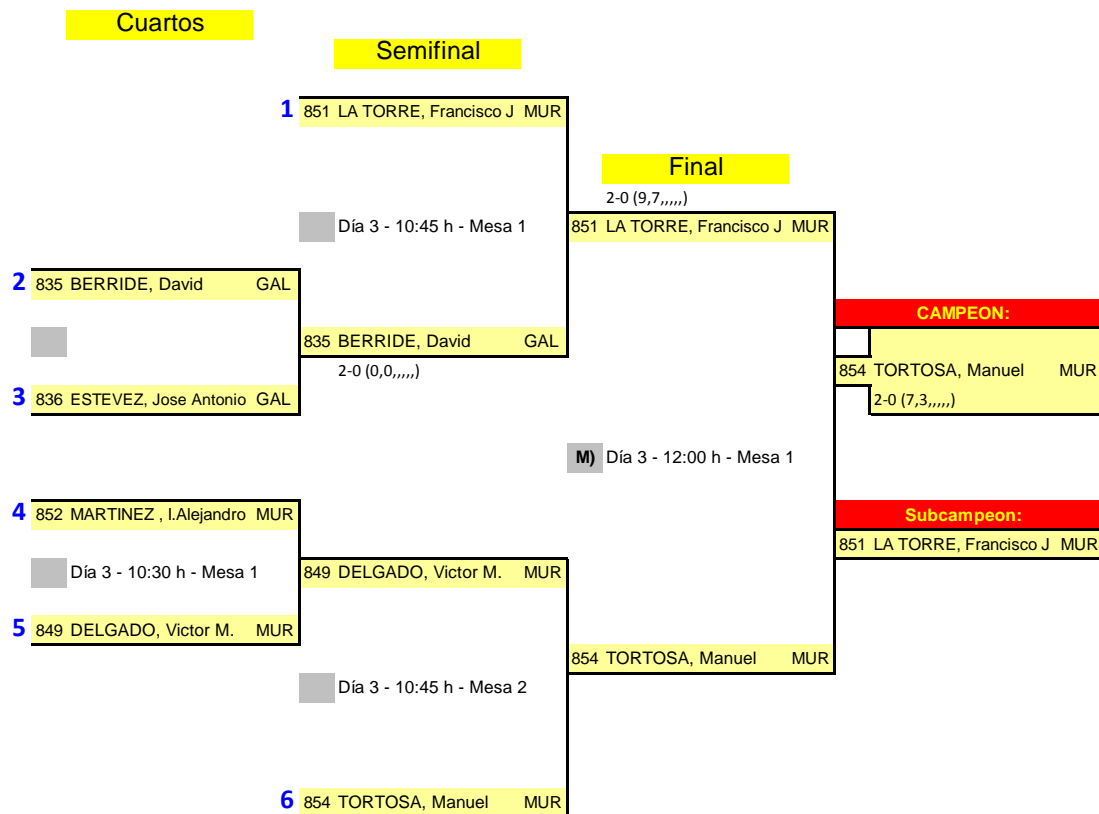 Cuartos
Semifinal
1 851 LA TORRE, Francisco J MUR
Final
2-0 (9,7,,,,,)
Día 3 - 10:45 h - Mesa 1
851 LA TORRE, Francisco J MUR
2 835 BERRIDE, David GAL
CAMPEON:
835 BERRIDE, David GAL
2-0 (0,0,,,,,)
854 TORTOSA, Manuel MUR
2-0 (7,3,,,,,)
3 836 ESTEVEZ, Jose Antonio GAL
M) Día 3 - 12:00 h - Mesa 1
4 852 MARTINEZ , I.Alejandro MUR
Subcampeon:
851 LA TORRE, Francisco J MUR
Día 3 - 10:30 h - Mesa 1
849 DELGADO, Victor M. MUR
5 849 DELGADO, Victor M. MUR
854 TORTOSA, Manuel MUR
Día 3 - 10:45 h - Mesa 2
6 854 TORTOSA, Manuel MUR